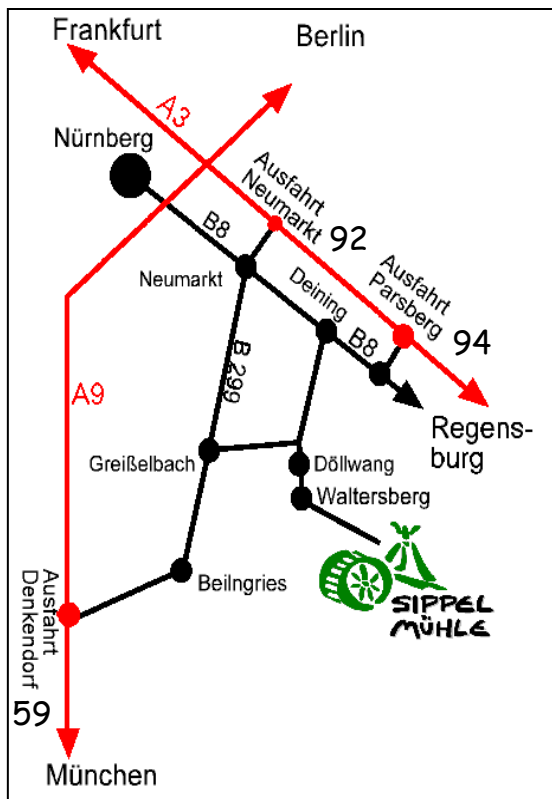 Frankfurt
Berlin
A3
Nürnberg
Ausfahrt
Neumarkt
92
B8
Neumarkt
Deining
Ausfahrt
Parsberg
94
B8
B 299
A9
Regens-
burg
Greißelbach
Döllwang
Waltersberg
Beilngries
SIPPEL
MÜHLE
Ausfahrt
Denkendorf
59
München